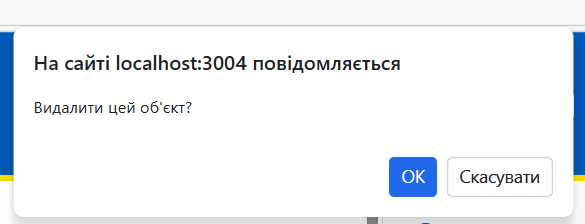 На сайті localhost:3004 повідомляється
Видалити цей об'єкт?
OK
Скасувати